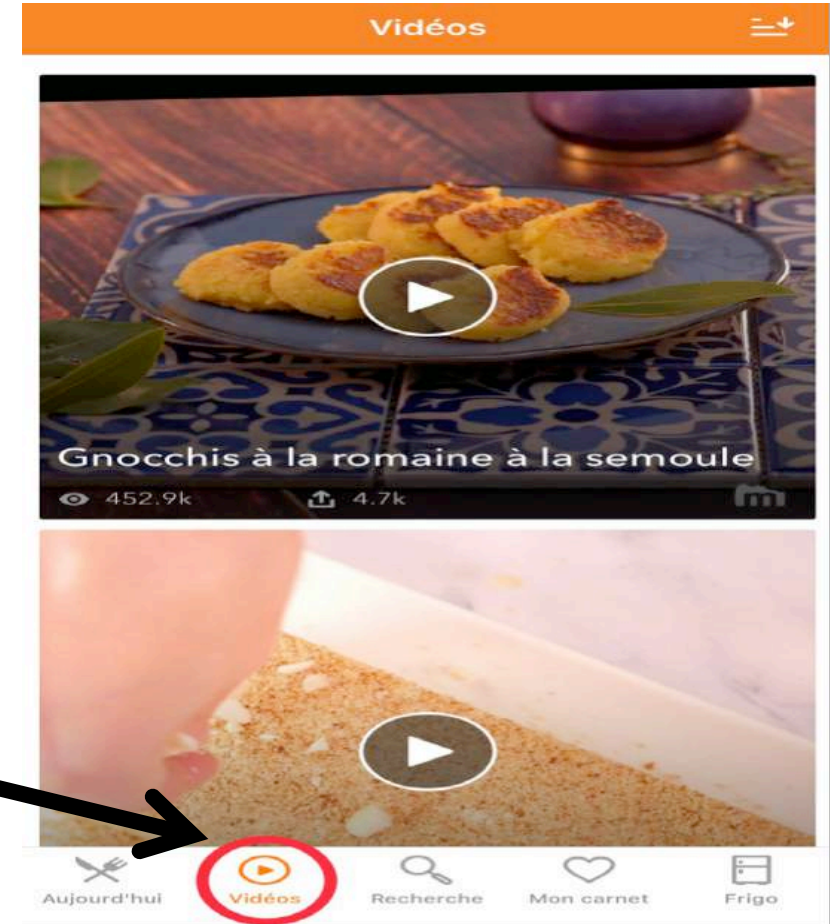 Vidéos
Gnocchis à la romaine à la semoule
452.9k 4.7k
Aujourd'hui Vidéos Recherche Mon carnet Frigo